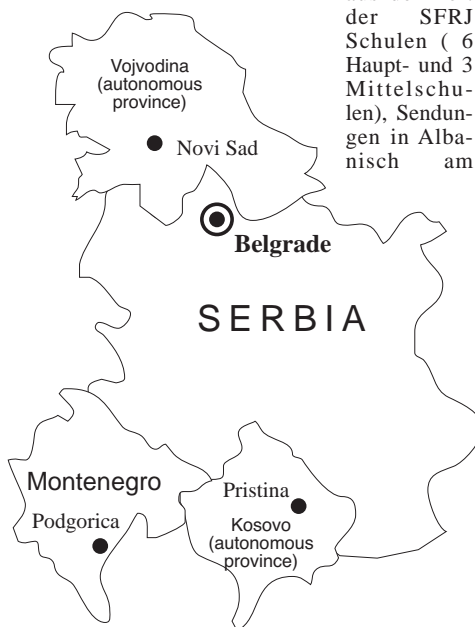 der SFRJ
Schulen ( 6
Haupt- und 3
Mittelschu-
len), Sendun-
gen in Alba-
nisch am
Vojvodina
(autonomous
province)
Novi Sad
Belgrade
SERBIA
Montenegro
Podgorica
Pristina
Kosovo
(autonomous
province)